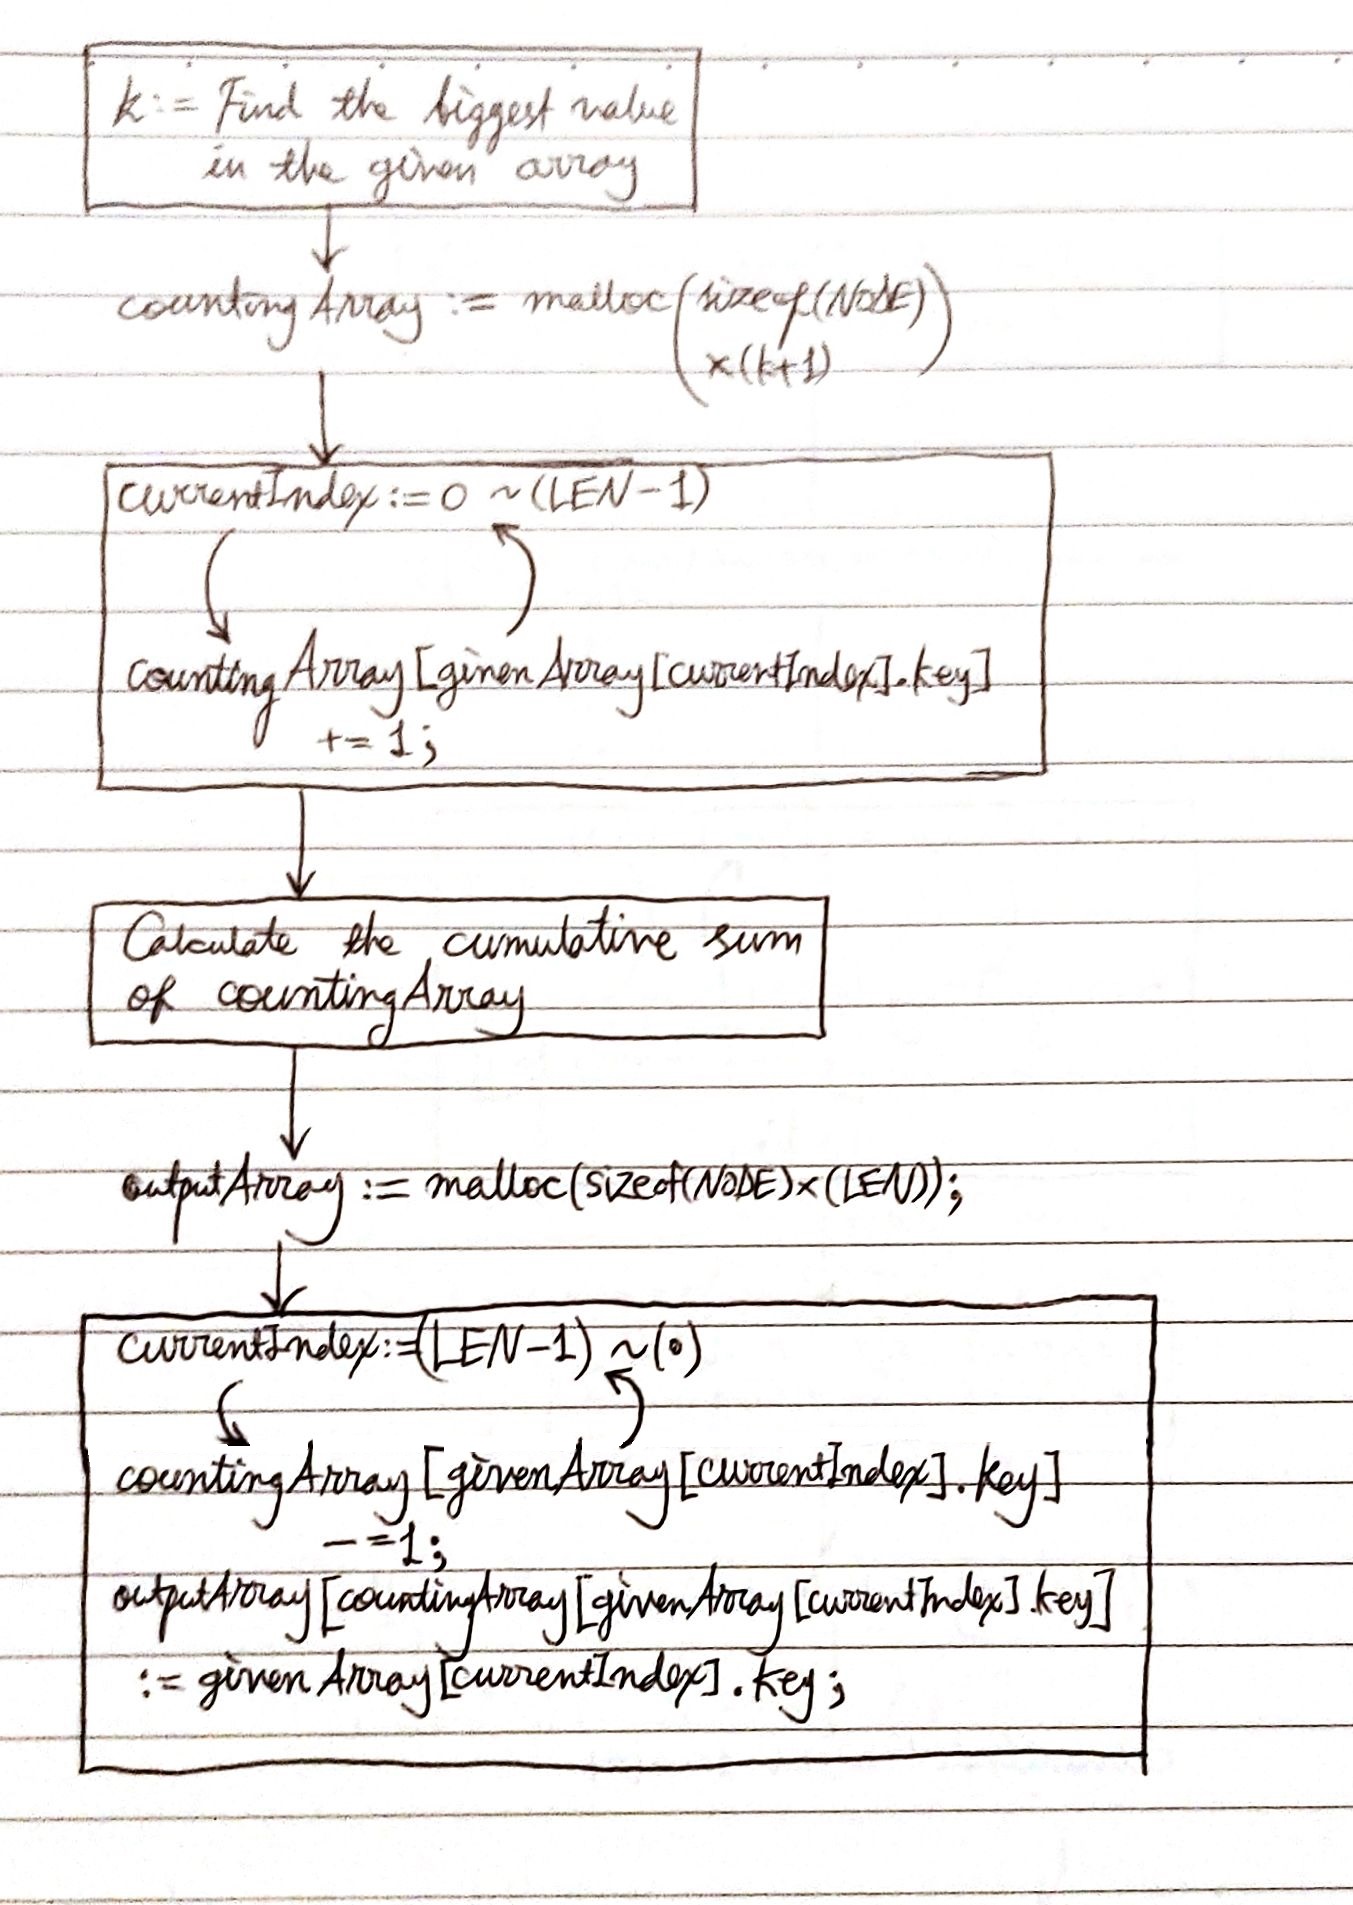 k:= Find the biggest value
in the given array
countingArray := malloc(sizeof(NODE)
x(k+1))
currentIndex:=0 ~(LEN-1)
countingArray[givenArray[currentIndex].key]
+=1;
Calculate the cumulative sum
of countingArray
outputArray := malloc(sizeof(NODE)x(LEN));
currentIndex:=(LEN-1) ~(0)
countingArray[givenArray[currentIndex].key]
-=1;
outputArray[countingArray[givenArray[currentIndex].key]
:= givenArray[currentIndex].key;